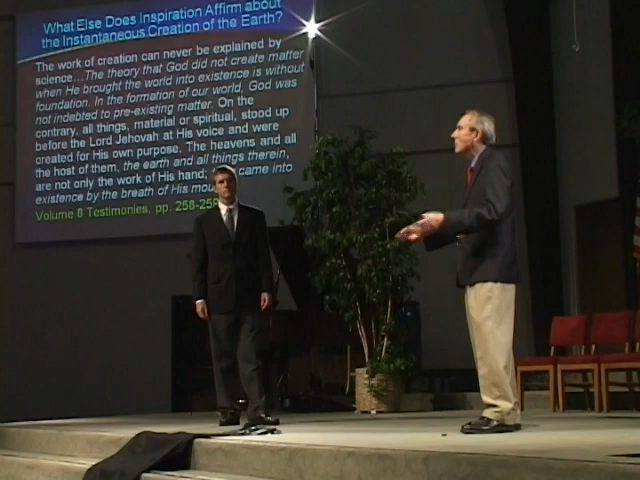 What Else Does Inspiration Affirm about
the Instantaneous Creation of the Earth?
The work of creation can never be explained by
science…The theory that God did not create matter
when He brought the world into existence is without
foundation. In the formation of our world, God was
not indebted to pre-existing matter. On the
contrary, all things, material or spiritual, stood up
before the Lord Jehovah at His voice and were
created for His own purpose. The heavens and all
the host of them, the earth and all things therein,
are not only the work of His hand; came into
existence by the breath of His
Volume 8 Testimonies, pp. 258-259